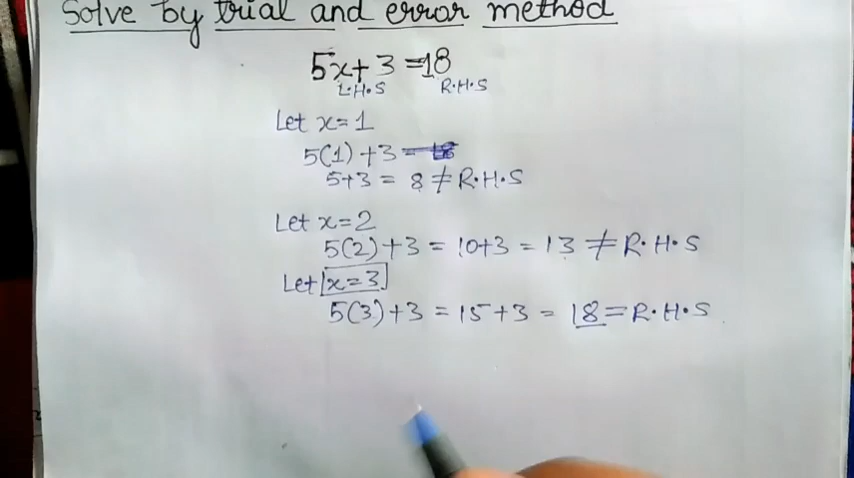 Solve by trial and error method
5x+3=18
L.H.S R.H.S
Let x=1
5(1)+3
5+3 = 8 ≠ R.H.S
Let x=2
5(2)+3 = 10+3 = 13 ≠ R.H.S
Let x=3
5(3)+3 = 15+3 = 18 = R.H.S